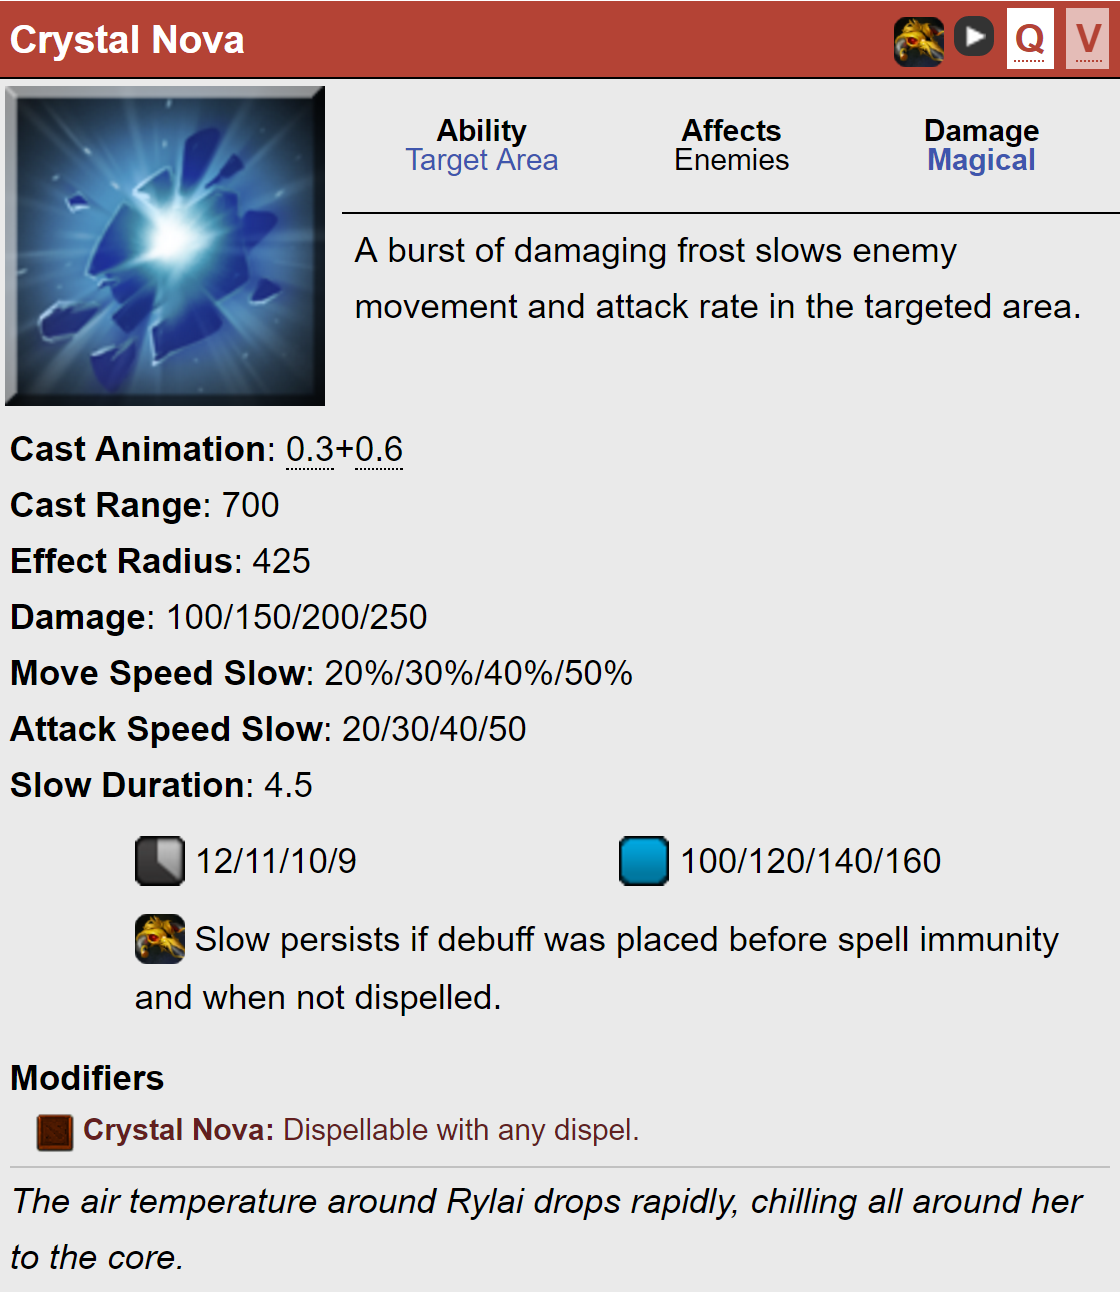 Crystal Nova
Q V
Ability Affects Damage
Target Area Enemies Magical
A burst of damaging frost slows enemy
movement and attack rate in the targeted area.
Cast Animation: 0.3+0.6
Cast Range: 700
Effect Radius: 425
Damage: 100/150/200/250
Move Speed Slow: 20%/30%/40%/50%
Attack Speed Slow: 20/30/40/50
Slow Duration: 4.5
12/11/10/9 100/120/140/160
Slow persists if debuff was placed before spell immunity
and when not dispelled.
Modifiers
Crystal Nova: Dispellable with any dispel.
The air temperature around Rylai drops rapidly, chilling all around her
to the core.